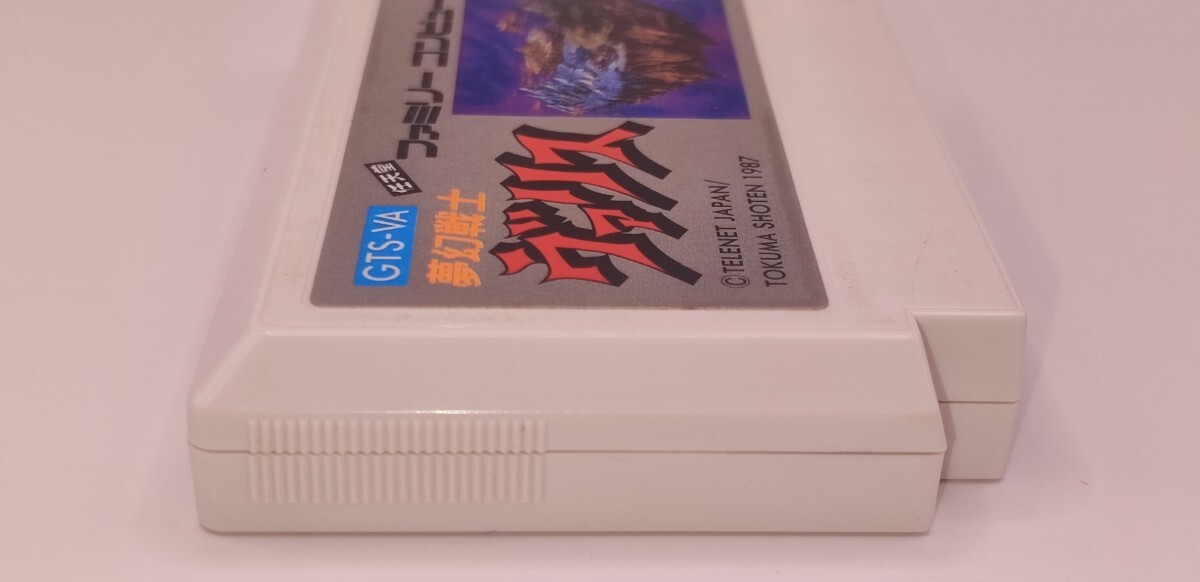 GTS-VA
任天堂
ファミリー コンピュー
夢幻戦士
ヴァリス
©TELENET JAPAN/
TOKUMA SHOTEN 1987